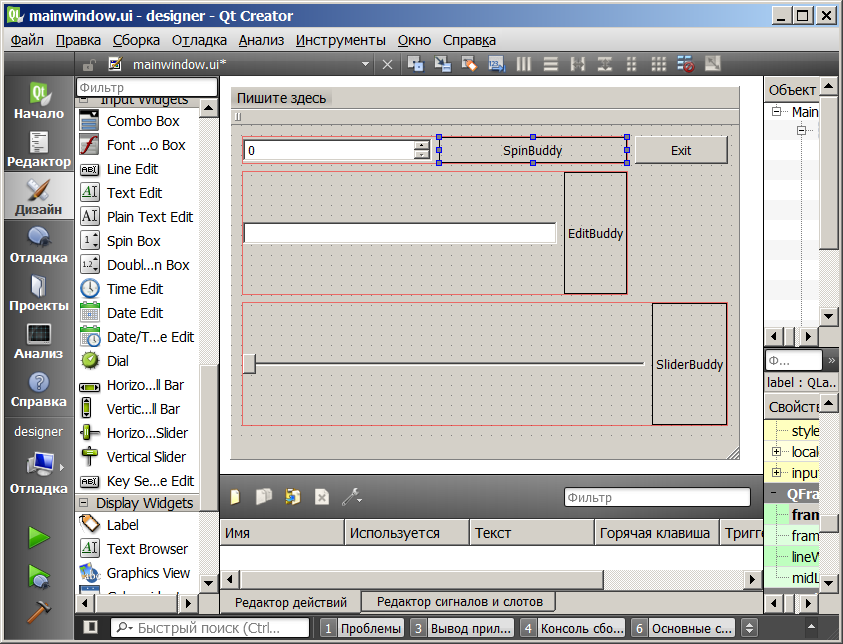 mainwindow.ui - designer - Qt Creator
Файл Правка Сборка Отладка Анализ Инструменты Окно Справка
mainwindow.ui*
Начало
Редактор
Дизайн
Отладка
Проекты
Анализ
Справка
designer
Отладка
Фильтр
Input Widgets
Combo Box
Font ...o Box
Line Edit
Text Edit
Plain Text Edit
Spin Box
Doubl...n Box
Time Edit
Date Edit
Date/T...e Edit
Dial
Horizo...ll Bar
Vertic...ll Bar
Horizo...Slider
Vertical Slider
Key Se...e Edit
Display Widgets
Label
Text Browser
Graphics View
Пишите здесь
0 SpinBuddy Exit
EditBuddy
SliderBuddy
Фильтр
Имя Используется Текст Горячая клавиша Тригге
Редактор действий Редактор сигналов и слотов
Объект
Main
Ф...
label : QLa...
Свойств
style
local
input
QFra
fram
fram
lineW
midL
Быстрый поиск (Ctrl... 1 Проблемы 3 Вывод прил... 4 Консоль сбо... 6 Основные с...